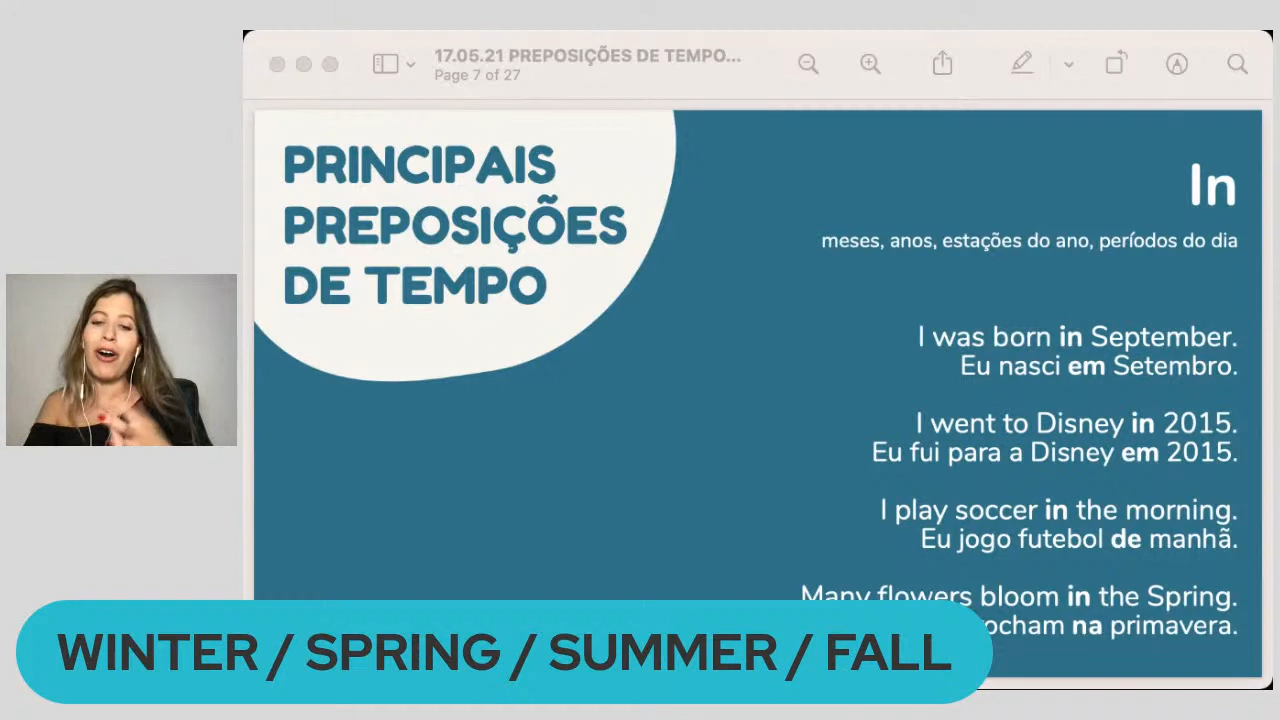 17.05.21 PREPOSIÇÕES DE TEMPO...
Page 7 of 27
PRINCIPAIS
PREPOSIÇÕES
DE TEMPO
In
meses, anos, estações do ano, períodos do dia
I was born in September.
Eu nasci em Setembro.
I went to Disney in 2015.
Eu fui para a Disney em 2015.
I play soccer in the morning.
Eu jogo futebol de manhã.
Many flowers bloom in the Spring.
na primavera.
WINTER / SPRING / SUMMER / FALL